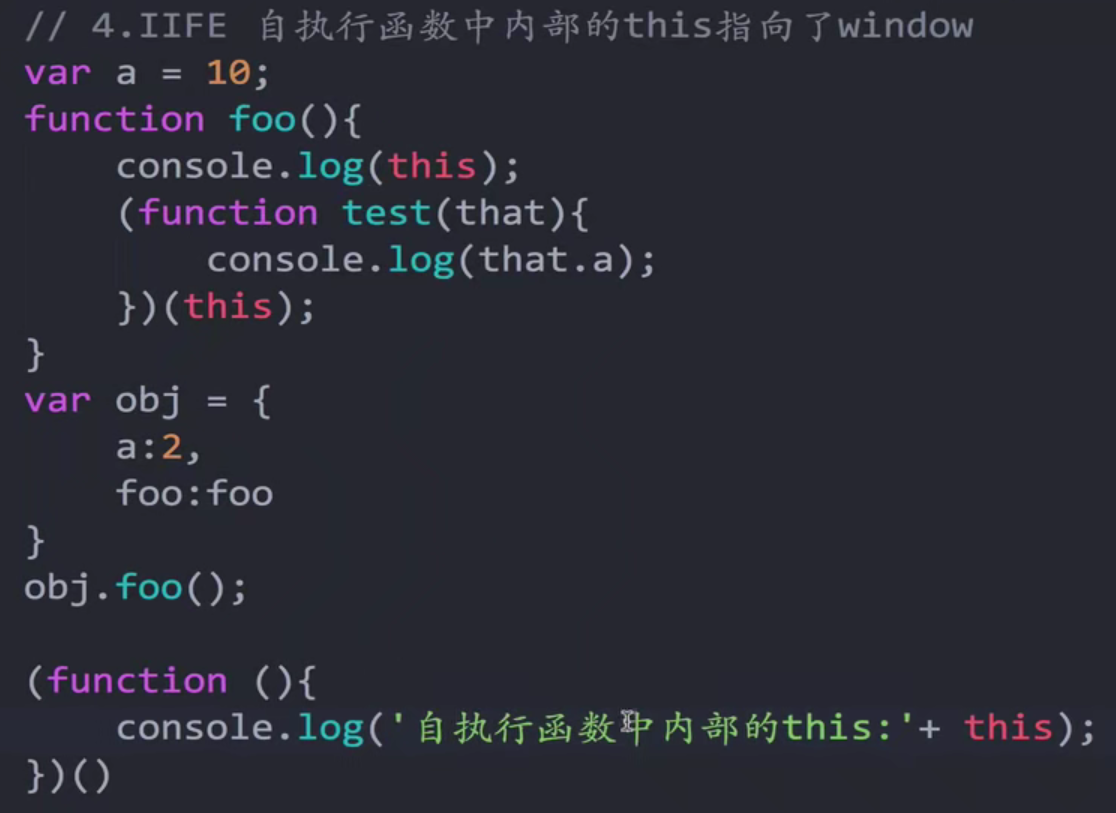 // 4.IIFE 自执行函数中内部的this指向了window
var a = 10;
function foo(){
    console.log(this);
    (function test(that){
        console.log(that.a);
    })(this);
}
var obj = {
    a:2,
    foo:foo
}
obj.foo();
(function (){
    console.log('自执行函数中内部的this:'+ this);
})()